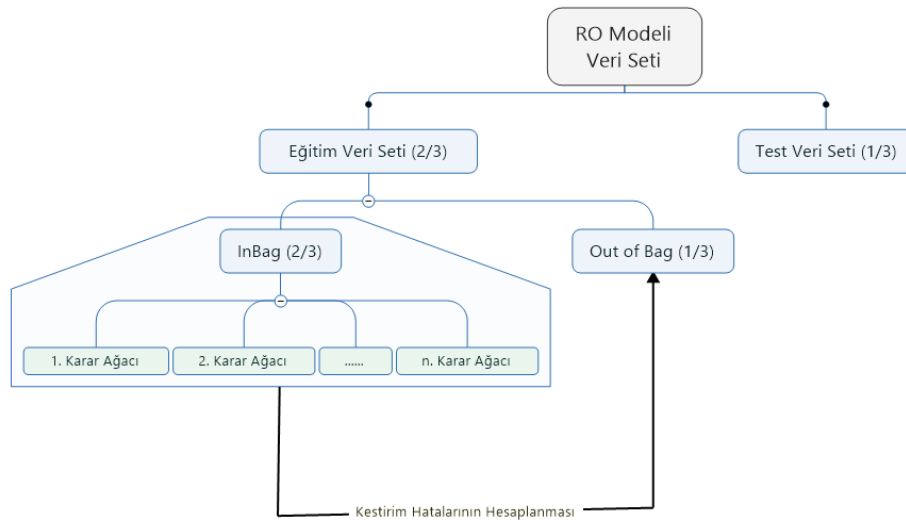 RO Modeli
Veri Seti
Eğitim Veri Seti (2/3)
Test Veri Seti (1/3)
InBag (2/3)
Out of Bag (1/3)
1. Karar Ağacı
2. Karar Ağacı
......
n. Karar Ağacı
Kestirim Hatalarının Hesaplanması